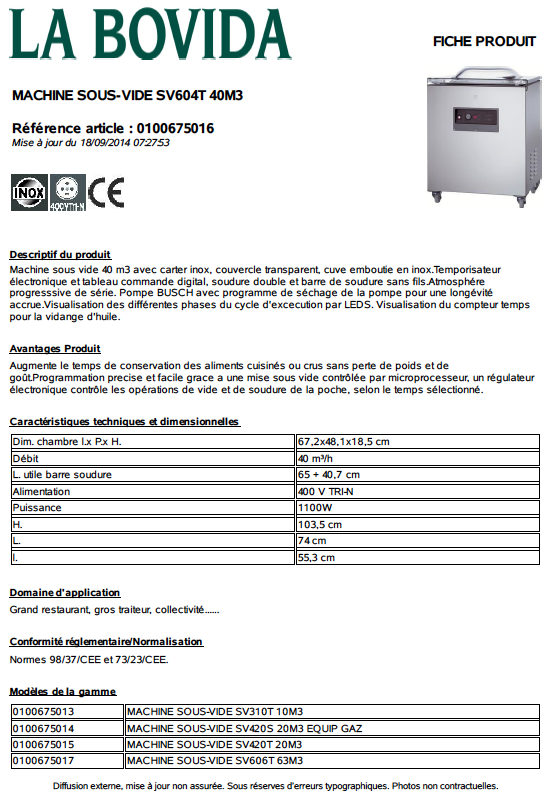 LA BOVIDA
FICHE PRODUIT
MACHINE SOUS-VIDE SV604T 40M3
Référence article : 0100675016
Mise à jour du 18/09/2014 07:27:53
INOX
400V TRI-N
CE
Descriptif du produit
Machine sous vide 40 m3 avec carter inox, couvercle transparent, cuve emboutie en inox.Temporisateur
électronique et tableau commande digital, soudure double et barre de soudure sans fils.Atmosphére
progresssive de série. Pompe BUSCH avec programme de séchage de la pompe pour une longévité
accrue.Visualisation des différentes phases du cycle d'excecution par LEDS. Visualisation du compteur temps
pour la vidange d'huile.
Avantages Produit
Augmente le temps de conservation des aliments cuisinés ou crus sans perte de poids et de
goût.Programmation precise et facile grace a une mise sous vide contrôlée par microprocesseur, un régulateur
électronique contrôle les opérations de vide et de soudure de la poche, selon le temps sélectionné.
Caractéristiques techniques et dimensionnelles
Dim. chambre l.x P.x H. 67,2x48,1x18,5 cm
Débit 40 m³/h
L. utile barre soudure 65 + 40,7 cm
Alimentation 400 V TRI-N
Puissance 1100W
H. 103,5 cm
L. 74 cm
l. 55,3 cm
Domaine d'application
Grand restaurant, gros traiteur, collectivité......
Conformité réglementaire/Normalisation
Normes 98/37/CEE et 73/23/CEE.
Modèles de la gamme
0100675013 MACHINE SOUS-VIDE SV310T 10M3
0100675014 MACHINE SOUS-VIDE SV420S 20M3 EQUIP GAZ
0100675015 MACHINE SOUS-VIDE SV420T 20M3
0100675017 MACHINE SOUS-VIDE SV606T 63M3
Diffusion externe, mise à jour non assurée. Sous réserves d'erreurs typographiques. Photos non contractuelles.